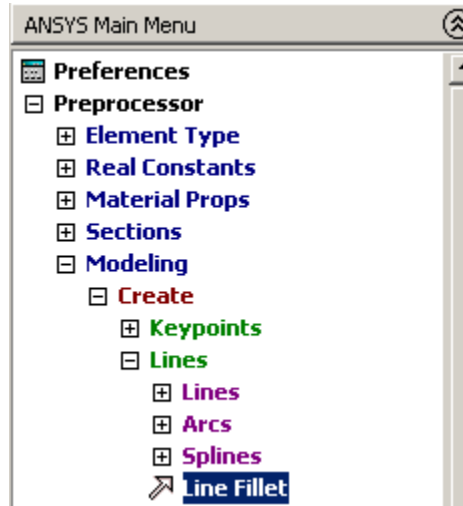 ANSYS Main Menu
Preferences
Preprocessor
Element Type
Real Constants
Material Props
Sections
Modeling
Create
Keypoints
Lines
Lines
Arcs
Splines
Line Fillet